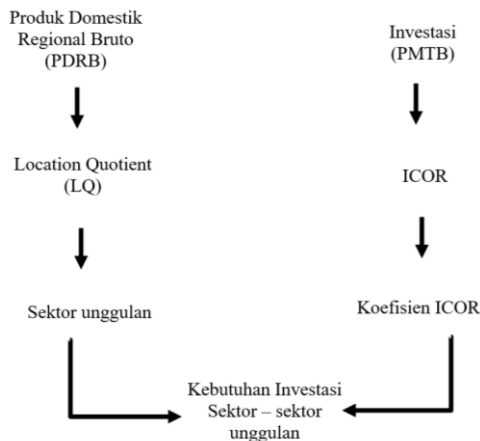 Produk Domestik
Regional Bruto
(PDRB)
Investasi
(PMTB)
Location Quotient
(LQ)
ICOR
Sektor unggulan
Koefisien ICOR
Kebutuhan Investasi
Sektor – sektor
unggulan